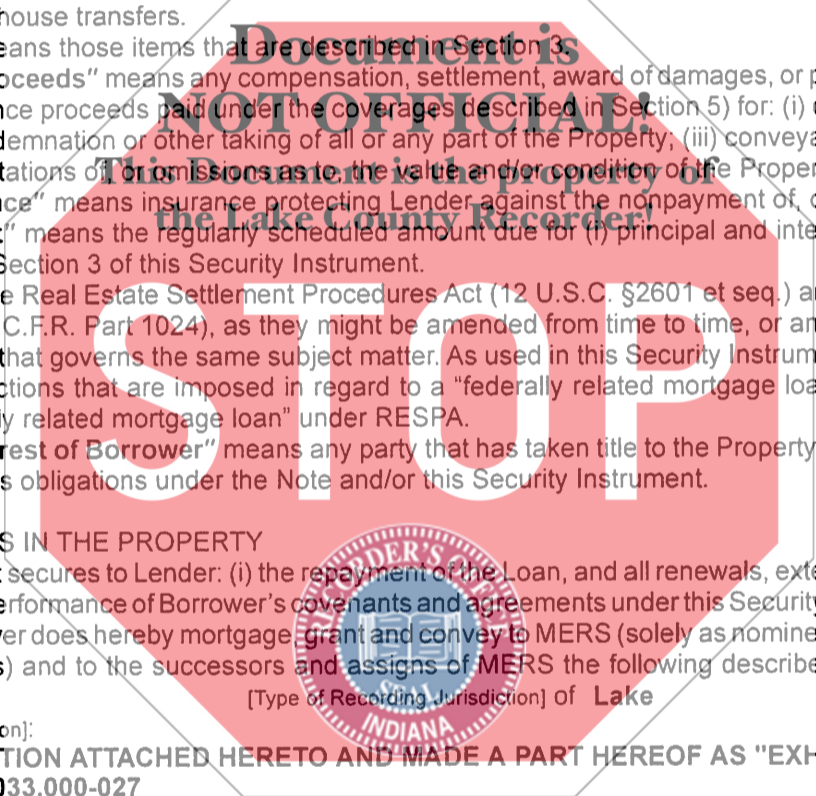 house transfers.
eans those items that are described in Section 3.
Document is
oceeds" means any compensation, settlement, award of damages, or p
NOT OFFICIAL!
nce proceeds paid under the coverages described in Section 5) for: (i) d
demnation or other taking of all or any part of the Property; (iii) conveya
tations of, or omissions as to, the value and/or condition of the Proper
This Document is the property of
ce" means insurance protecting Lender against the nonpayment of, o
the Lake County Recorder!
" means the regularly scheduled amount due for (i) principal and inte
Section 3 of this Security Instrument.
e Real Estate Settlement Procedures Act (12 U.S.C. §2601 et seq.) an
C.F.R. Part 1024), as they might be amended from time to time, or an
that governs the same subject matter. As used in this Security Instrum
STOP
ctions that are imposed in regard to a “federally related mortgage loa
y related mortgage loan” under RESPA.
rest of Borrower" means any party that has taken title to the Property
s obligations under the Note and/or this Security Instrument.
S IN THE PROPERTY
t secures to Lender: (i) the repayment of the Loan, and all renewals, exte
erformance of Borrower's covenants and agreements under this Security
er does hereby mortgage, grant and convey to MERS (solely as nomine
s) and to the successors and assigns of MERS the following describe
RECORDER'S OFFICE
SEAL
INDIANA
[Type of Recording Jurisdiction] of Lake
on]:
TION ATTACHED HERETO AND MADE A PART HEREOF AS "EXH
033.000-027